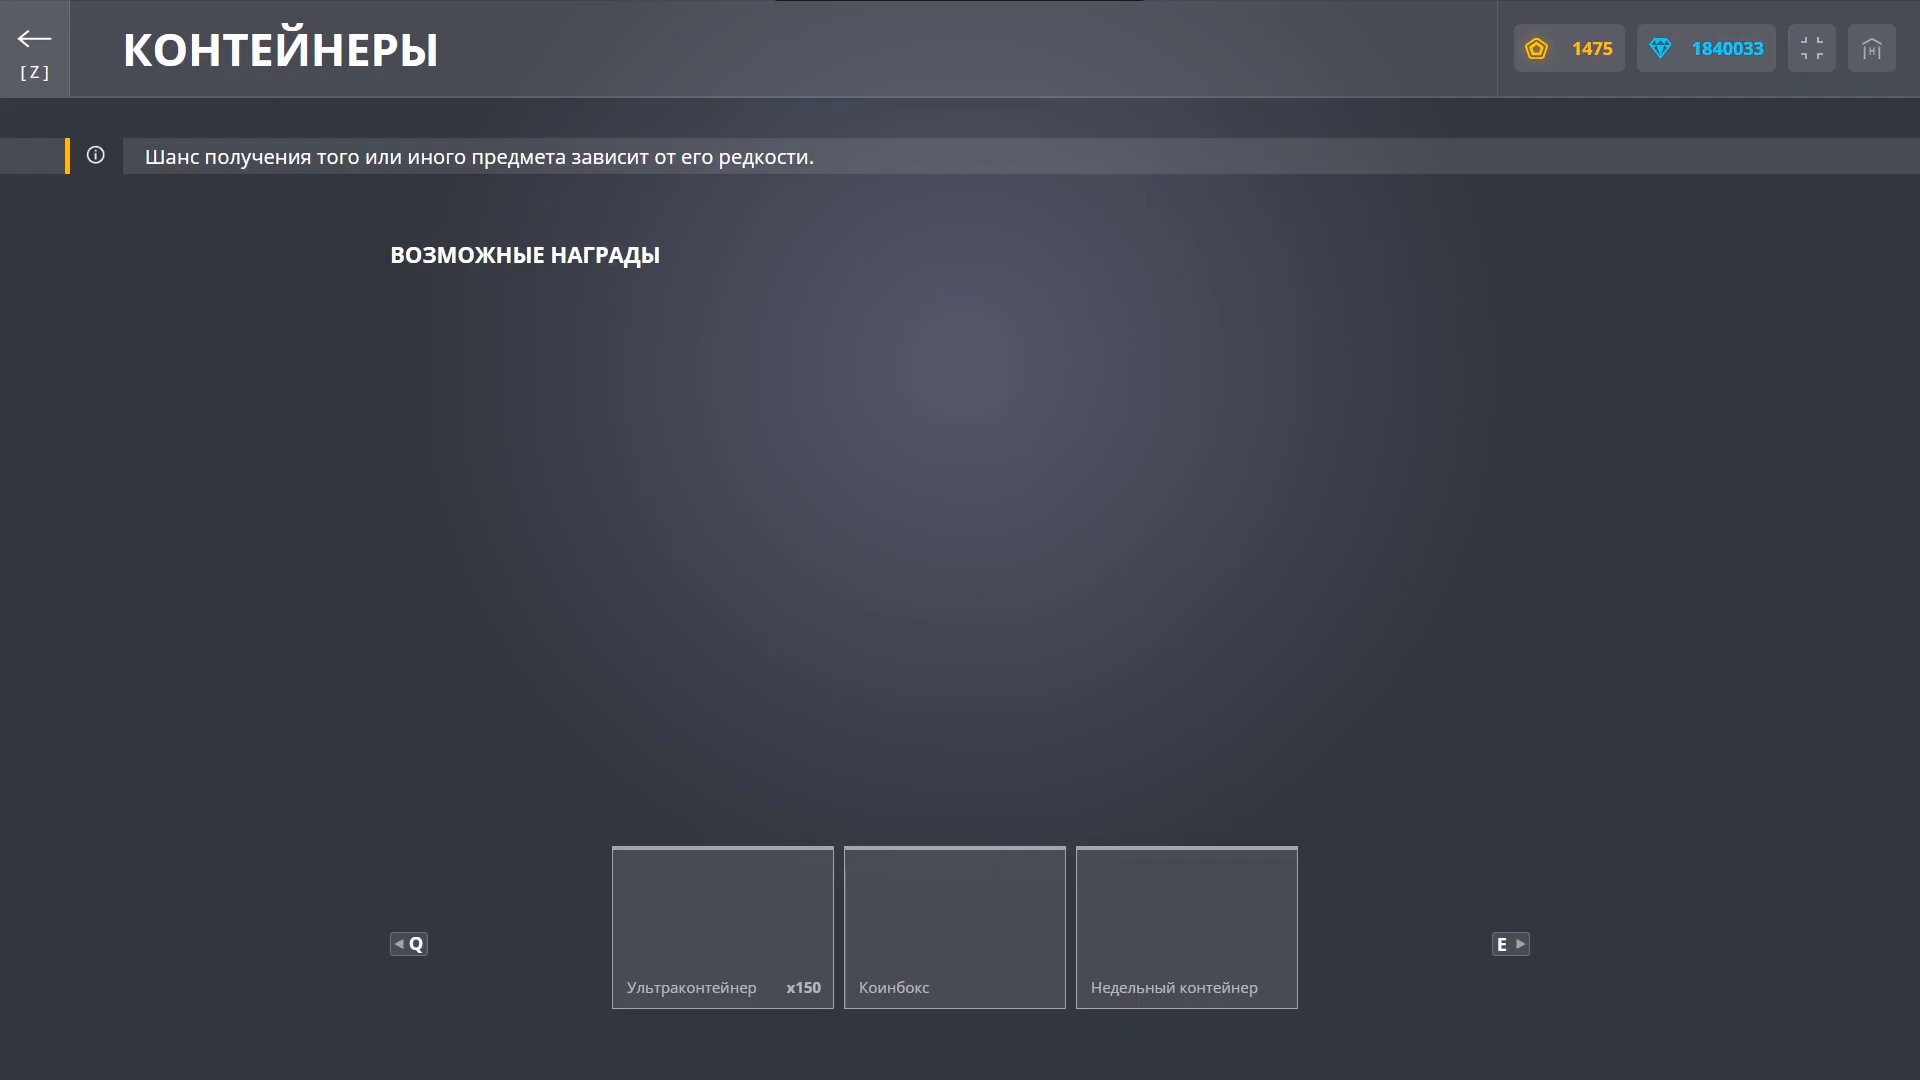 КОНТЕЙНЕРЫ
1475
1840033
[Z]
Шанс получения того или иного предмета зависит от его редкости.
ВОЗМОЖНЫЕ НАГРАДЫ
Q
E
Ультраконтейнер x150
Коинбокс
Недельный контейнер